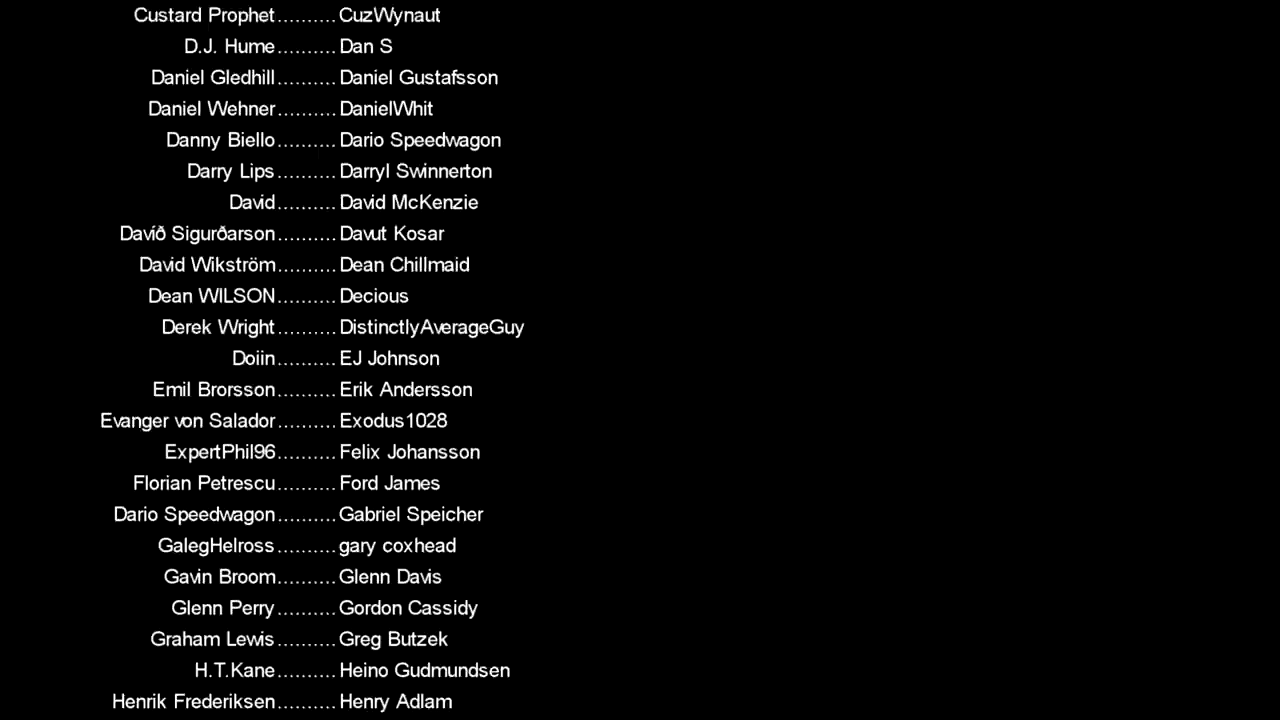 Custard Prophet..........CuzWynaut
D.J. Hume..........Dan S
Daniel Gledhill..........Daniel Gustafsson
Daniel Wehner..........DanielWhit
Danny Biello..........Dario Speedwagon
Darry Lips..........Darryl Swinnerton
David..........David McKenzie
Davíð Sigurðarson..........Davut Kosar
David Wikström..........Dean Chillmaid
Dean WILSON..........Decious
Derek Wright..........DistinctlyAverageGuy
Doiin..........EJ Johnson
Emil Brorsson..........Erik Andersson
Evanger von Salador..........Exodus1028
ExpertPhil96..........Felix Johansson
Florian Petrescu..........Ford James
Dario Speedwagon..........Gabriel Speicher
GalegHelross..........gary coxhead
Gavin Broom..........Glenn Davis
Glenn Perry..........Gordon Cassidy
Graham Lewis..........Greg Butzek
H.T.Kane..........Heino Gudmundsen
Henrik Frederiksen..........Henry Adlam